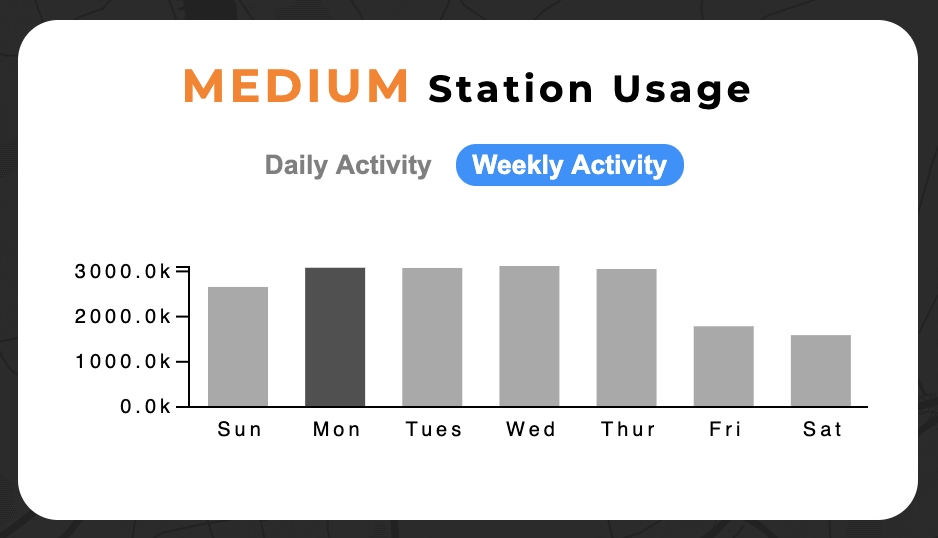 MEDIUM Station Usage
Daily Activity Weekly Activity
3000.0k
2000.0k
1000.0k
0.0k
Sun Mon Tues Wed Thur Fri Sat